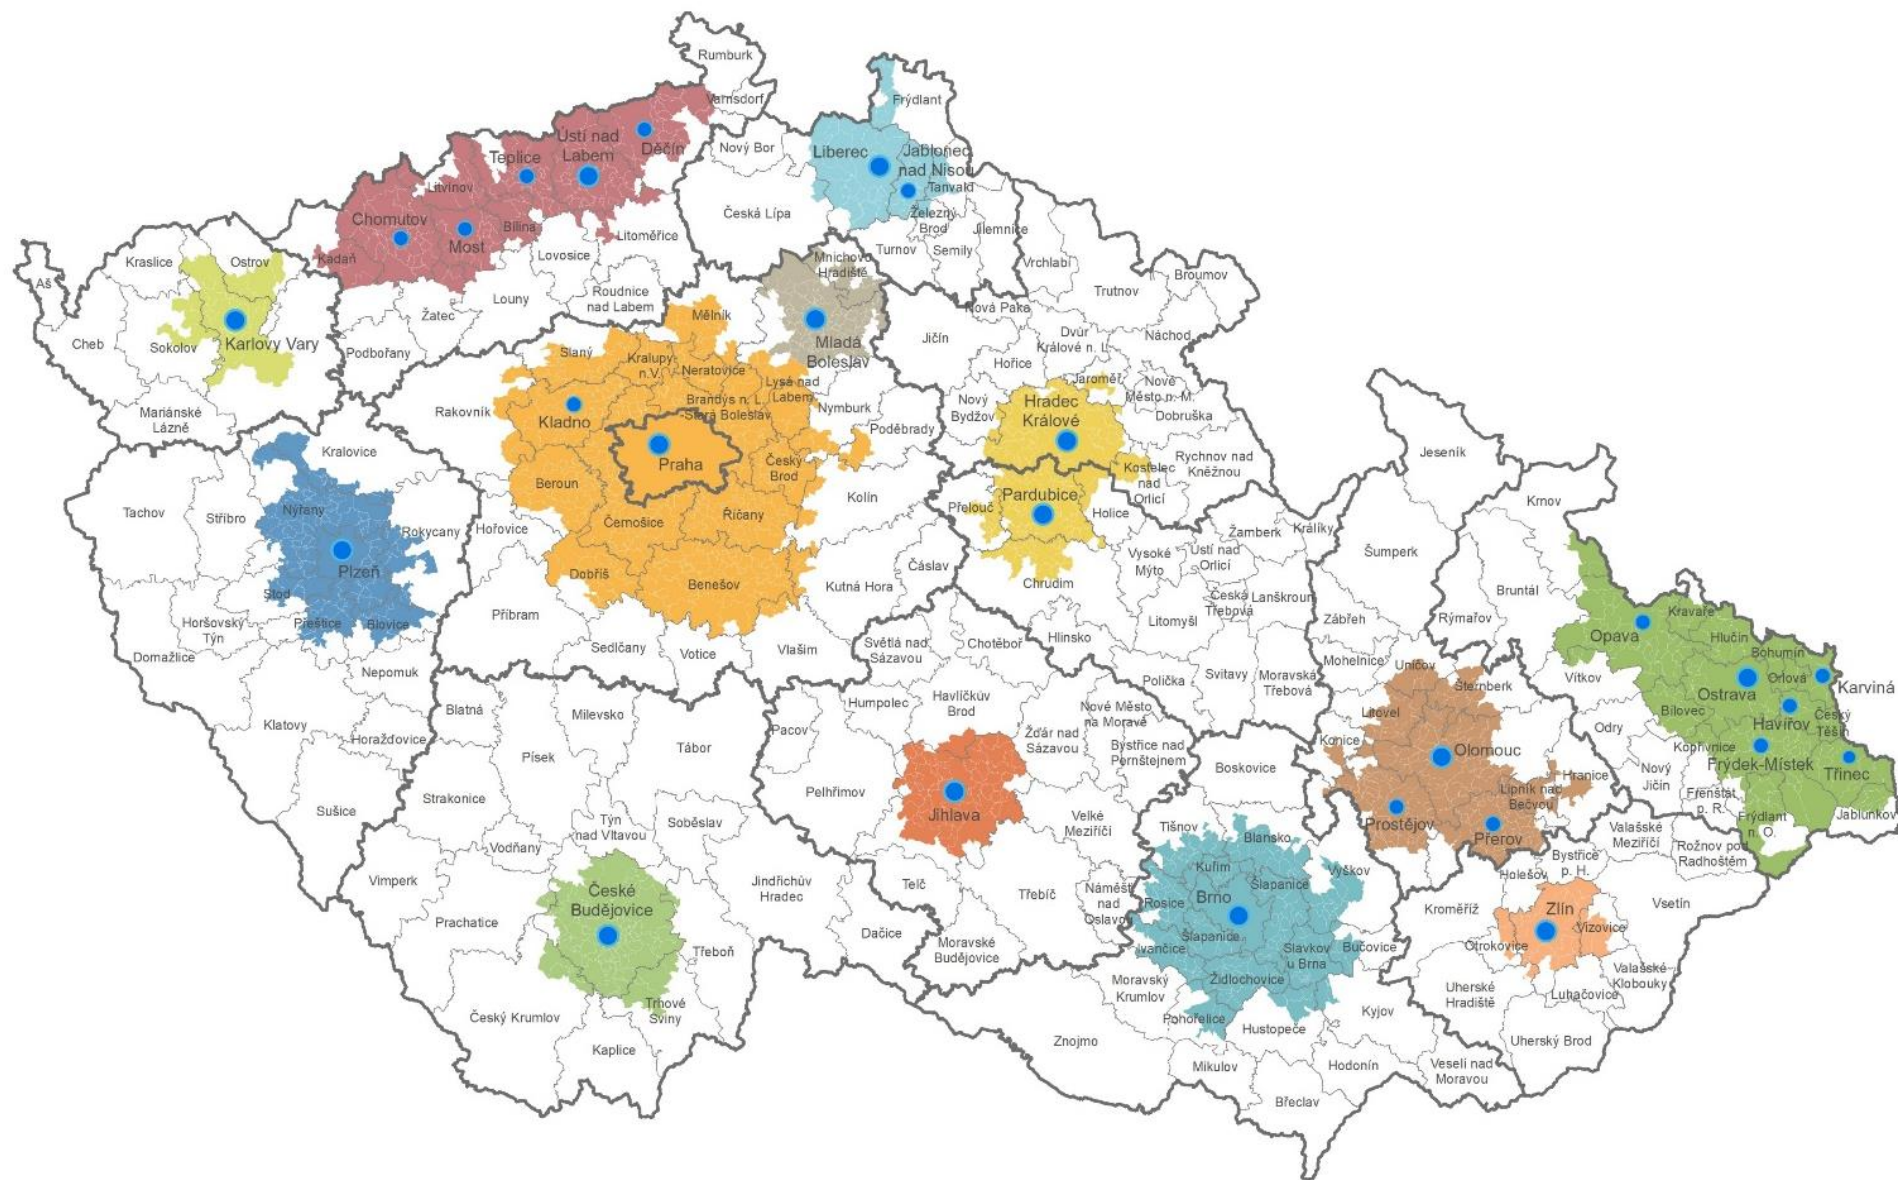 Rumburk
Varnsdorf
Frýdlant
Ústí nad
Labem
Děčín
Teplice
Nový Bor
Liberec
Jablonec
nad Nisou
Tanvald
Litvínov
Chomutov
Most
Bílina
Litoměřice
Česká Lípa
Železný
Brod
Jilemnice
Kadaň
Lovosice
Turnov
Semily
Kraslice
Ostrov
Aš
Mnichovo
Hradiště
Vrchlabí
Broumov
Trutnov
Roudnice
nad Labem
Louny
Žatec
Nová Paka
Mělník
Cheb
Sokolov
Karlovy Vary
Podbořany
Mladá
Boleslav
Jičín
Dvůr
Králové n. L.
Náchod
Slaný
Kralupy
n.V.
Neratovice
Hořice
Lysá nad
Labem
Jaroměř
Nové
Město n. M.
Mariánské
Lázně
Rakovník
Kladno
Brandýs n. L.
-Stará Boleslav
Nymburk
Nový
Bydžov
Hradec
Králové
Dobruška
Poděbrady
Kralovice
Praha
Český
Brod
Rychnov nad
Kněžnou
Kostelec
nad
Orlicí
Jeseník
Beroun
Kolín
Pardubice
Přelouč
Holice
Krnov
Tachov
Stříbro
Nýřany
Rokycany
Hořovice
Černošice
Říčany
Žamberk
Králíky
Plzeň
Vysoké
Mýto
Ústí nad
Orlicí
Šumperk
Dobříš
Benešov
Kutná Hora
Čáslav
Chrudim
Česká
Třebová
Lanškroun
Bruntál
Stod
Příbram
Horšovský
Týn
Přeštice
Blovice
Litomyšl
Zábřeh
Rýmařov
Opava
Kravaře
Hlučín
Domažlice
Sedlčany
Votice
Vlašim
Světlá nad
Sázavou
Chotěboř
Hlinsko
Bohumín
Nepomuk
Mohelnice
Uničov
Šternberk
Vítkov
Ostrava
Orlová
Karviná
Polička
Svitavy
Moravská
Třebová
Blatná
Milevsko
Humpolec
Havlíčkův
Brod
Nové Město
na Moravě
Litovel
Bílovec
Havířov
Český
Těšín
Klatovy
Horažďovice
Písek
Tábor
Pacov
Žďár nad
Sázavou
Bystřice nad
Pernštejnem
Konice
Olomouc
Odry
Kopřivnice
Frýdek-Místek
Třinec
Boskovice
Hranice
Nový
Jičín
Pelhřimov
Lipník nad
Bečvou
Frenštát
p. R.
Sušice
Strakonice
Jihlava
Jablunkov
Týn
nad Vltavou
Soběslav
Velké
Meziříčí
Tišnov
Blansko
Prostějov
Přerov
Frýdlant
n. O.
Valašské
Meziříčí
Rožnov pod
Radhoštěm
Vodňany
Vimperk
Kuřim
Šlapanice
Vyškov
Bystřice
p. H.
Holešov
České
Budějovice
Jindřichův
Hradec
Telč
Třebíč
Náměšť
nad
Oslavou
Rosice
Brno
Kroměříž
Zlín
Vsetín
Prachatice
Dačice
Vizovice
Třeboň
Moravské
Budějovice
Ivančice
Šlapanice
Slavkov
u Brna
Bučovice
Otrokovice
Židlochovice
Moravský
Krumlov
Uherské
Hradiště
Luhačovice
Valašské
Klobouky
Trhové
Sviny
Český Krumlov
Pohořelice
Hustopeče
Kyjov
Kaplice
Znojmo
Uherský Brod
Mikulov
Hodonín
Veselí nad
Moravou
Břeclav